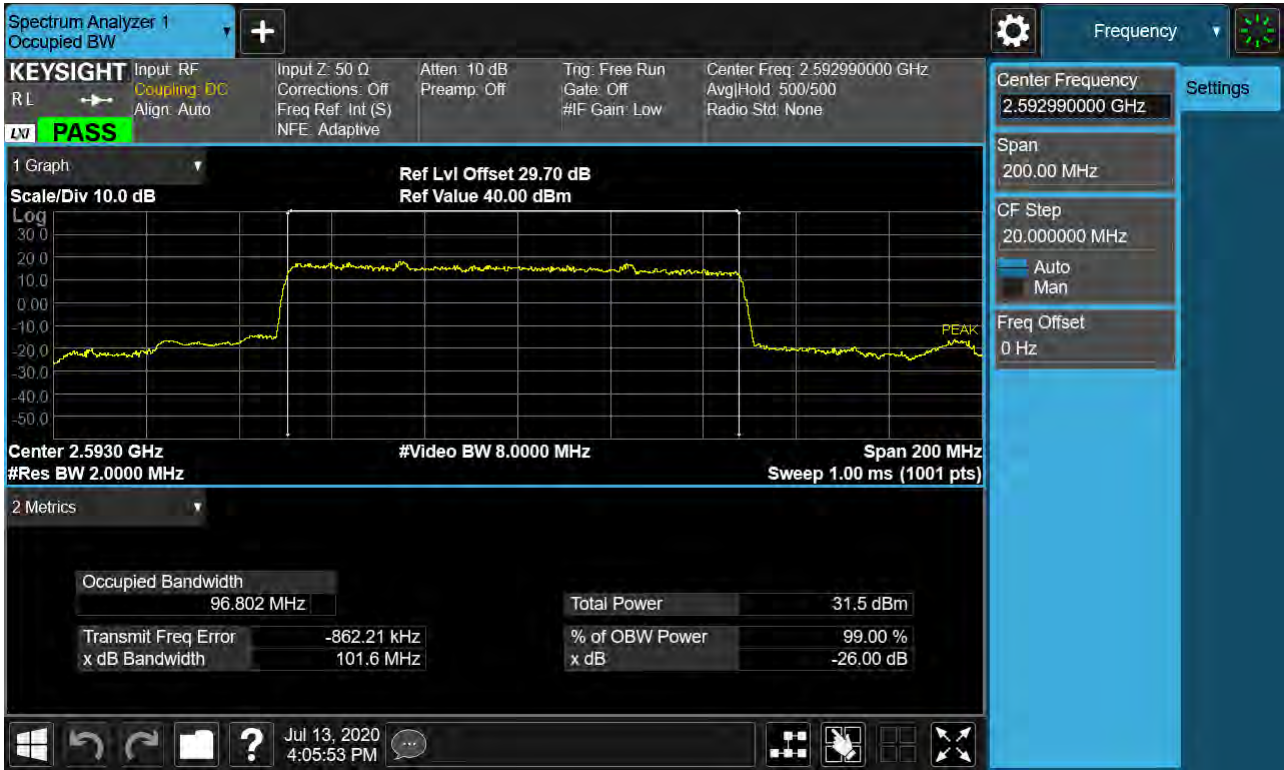 Spectrum Analyzer 1
Occupied BW
+
Frequency
KEYSIGHT
RL
LXI PASS
Input: RF
Coupling: DC
Align: Auto
Input Z: 50 Ω
Corrections: Off
Freq Ref: Int (S)
NFE: Adaptive
Atten: 10 dB
Preamp: Off
Trig: Free Run
Gate: Off
#IF Gain: Low
Center Freq: 2.592990000 GHz
Avg|Hold: 500/500
Radio Std: None
Center Frequency
2.592990000 GHz
Settings
Span
200.00 MHz
CF Step
20.000000 MHz
Auto
Man
Freq Offset
0 Hz
1 Graph
Scale/Div 10.0 dB
Ref Lvl Offset 29.70 dB
Ref Value 40.00 dBm
Log
30.0
20.0
10.0
0.00
-10.0
-20.0
-30.0
-40.0
-50.0
PEAK
Center 2.5930 GHz
#Video BW 8.0000 MHz
Span 200 MHz
#Res BW 2.0000 MHz
Sweep 1.00 ms (1001 pts)
2 Metrics
Occupied Bandwidth
96.802 MHz
Total Power 31.5 dBm
Transmit Freq Error -862.21 kHz
% of OBW Power 99.00 %
x dB Bandwidth 101.6 MHz
x dB -26.00 dB
?
Jul 13, 2020
4:05:53 PM